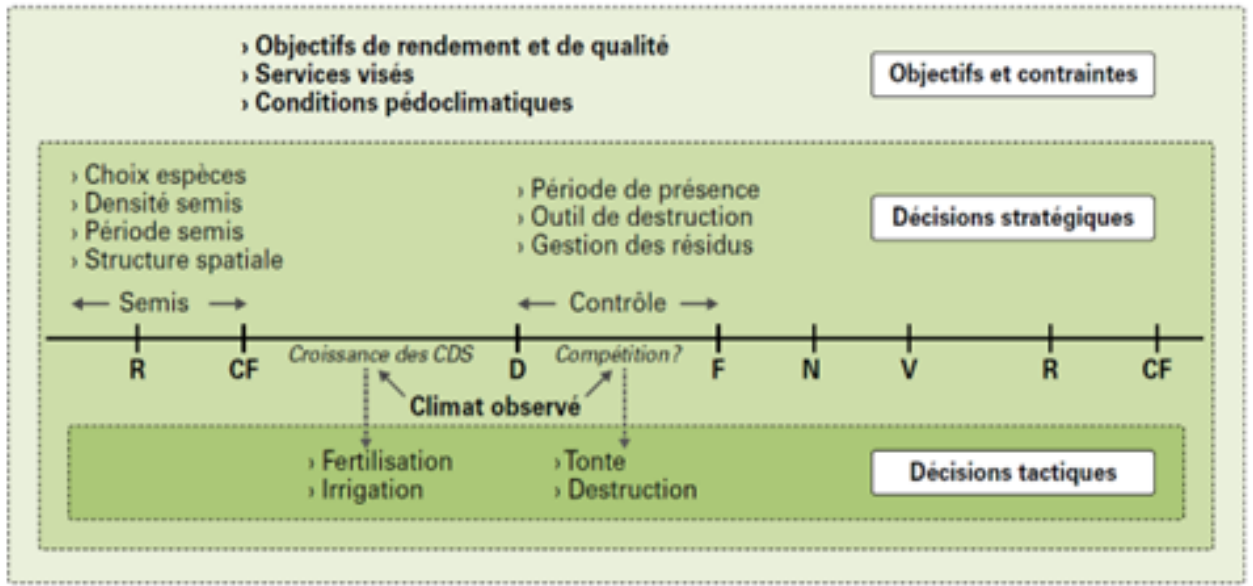 › Objectifs de rendement et de qualité
› Services visés
› Conditions pédoclimatiques
Objectifs et contraintes
› Choix espèces
› Densité semis
› Période semis
› Structure spatiale
› Période de présence
› Outil de destruction
› Gestion des résidus
Décisions stratégiques
Semis
Contrôle
Croissance des CDS
Compétition ?
R CF D F N V R CF
Climat observé
› Fertilisation
› Irrigation
› Tonte
› Destruction
Décisions tactiques